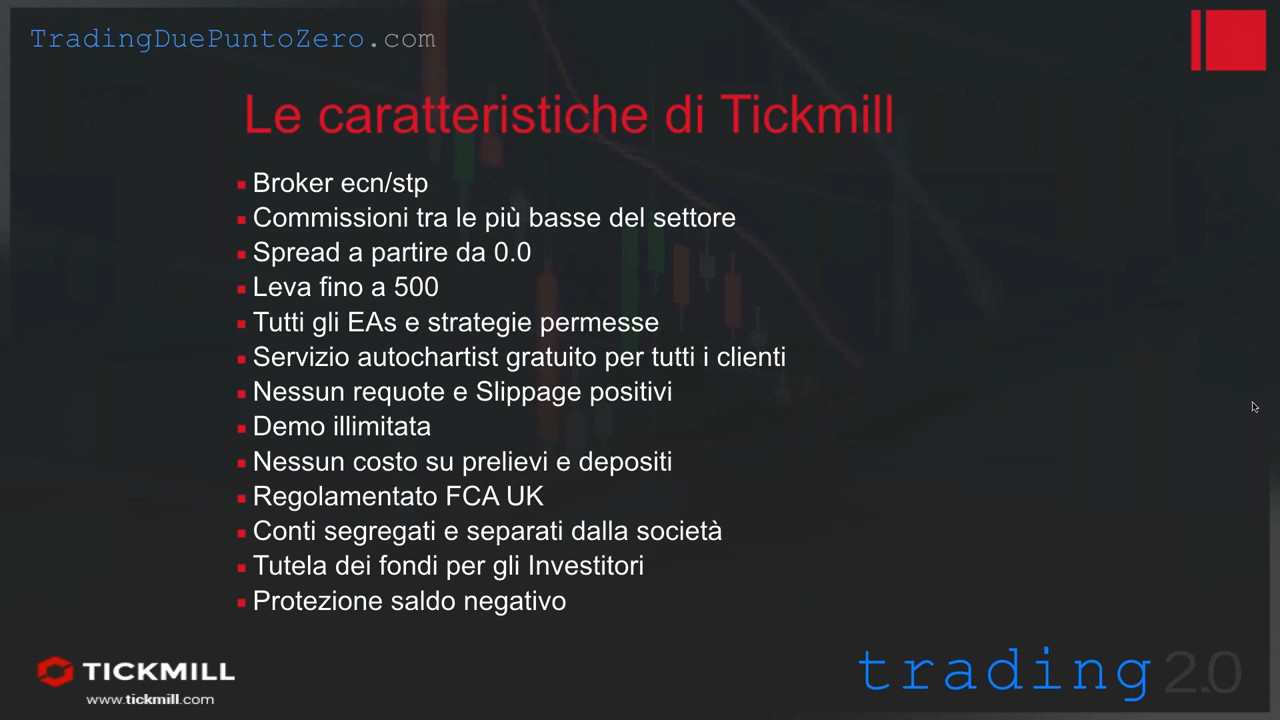 TradingDuePuntoZero.com
Le caratteristiche di Tickmill
Broker ecn/stp
Commissioni tra le più basse del settore
Spread a partire da 0.0
Leva fino a 500
Tutti gli EAs e strategie permesse
Servizio autochartist gratuito per tutti i clienti
Nessun requote e Slippage positivi
Demo illimitata
Nessun costo su prelievi e depositi
Regolamentato FCA UK
Conti segregati e separati dalla società
Tutela dei fondi per gli Investitori
Protezione saldo negativo
TICKMILL
www.tickmill.com
trading 2.0